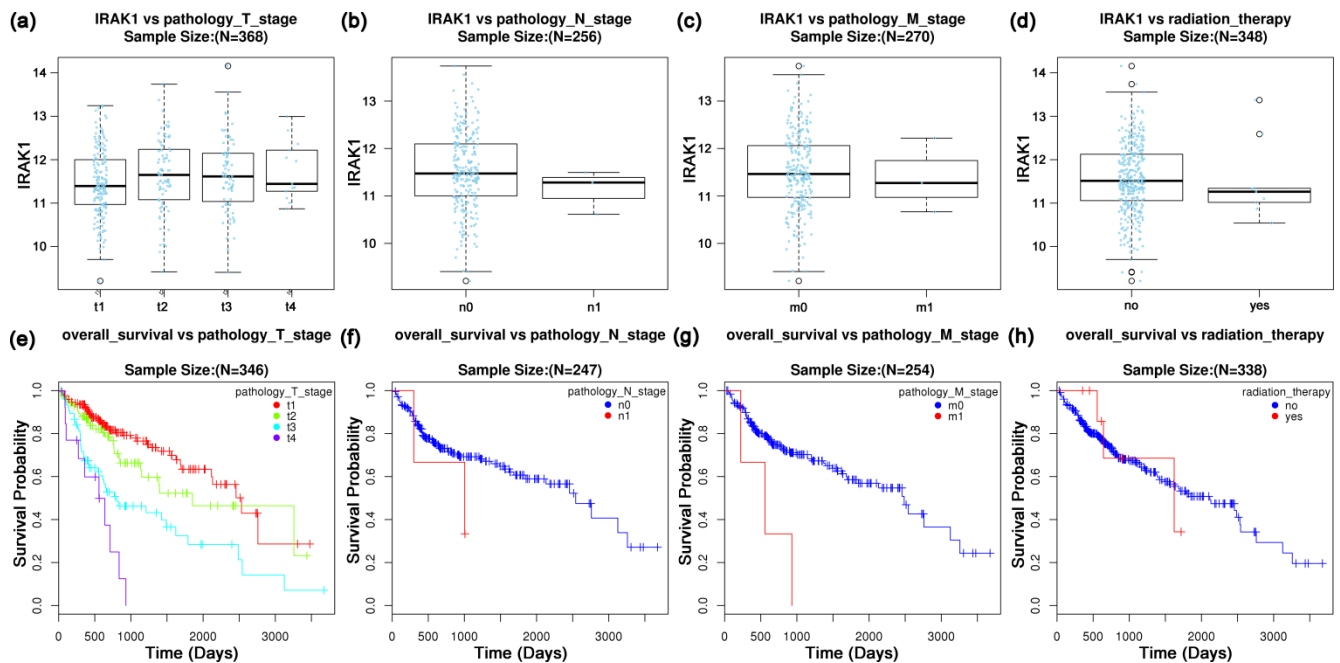 (a)
IRAK1 vs pathology_T_stage
Sample Size:(N=368)
IRAK1
14
13
12
11
10
t1
t2
t3
t4
(b)
IRAK1 vs pathology_N_stage
Sample Size:(N=256)
IRAK1
13
12
11
10
n0
n1
(c)
IRAK1 vs pathology_M_stage
Sample Size:(N=270)
IRAK1
13
12
11
10
m0
m1
(d)
IRAK1 vs radiation_therapy
Sample Size:(N=348)
IRAK1
14
13
12
11
10
no
yes
(e)
overall_survival vs pathology_T_stage
Sample Size:(N=346)
Survival Probability
1.0
0.8
0.6
0.4
0.2
0.0
pathology_T_stage
t1
t2
t3
t4
0 500 1000 2000 3000
Time (Days)
(f)
overall_survival vs pathology_N_stage
Sample Size:(N=247)
Survival Probability
1.0
0.8
0.6
0.4
0.2
0.0
pathology_N_stage
n0
n1
0 500 1000 2000 3000
Time (Days)
(g)
overall_survival vs pathology_M_stage
Sample Size:(N=254)
Survival Probability
1.0
0.8
0.6
0.4
0.2
0.0
pathology_M_stage
m0
m1
0 500 1000 2000 3000
Time (Days)
(h)
overall_survival vs radiation_therapy
Sample Size:(N=338)
Survival Probability
1.0
0.8
0.6
0.4
0.2
0.0
radiation_therapy
no
yes
0 500 1000 2000 3000
Time (Days)